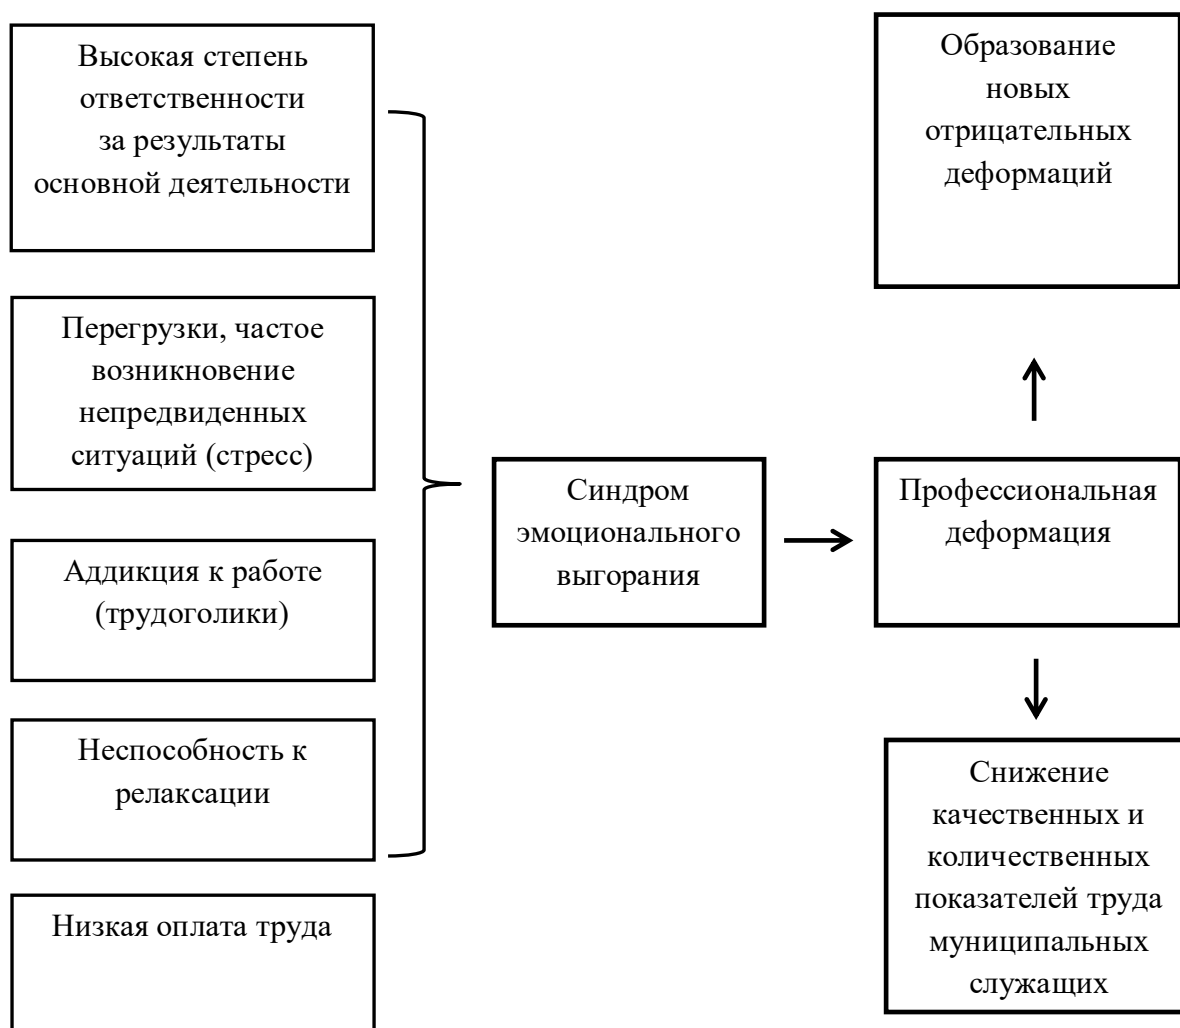 Высокая степень
ответственности
за результаты
основной деятельности
Перегрузки, частое
возникновение
непредвиденных
ситуаций (стресс)
Аддикция к работе
(трудоголики)
Неспособность к
релаксации
Низкая оплата труда
Синдром
эмоционального
выгорания
Образование
новых
отрицательных
деформаций
Профессиональная
деформация
Снижение
качественных и
количественных
показателей труда
муниципальных
служащих